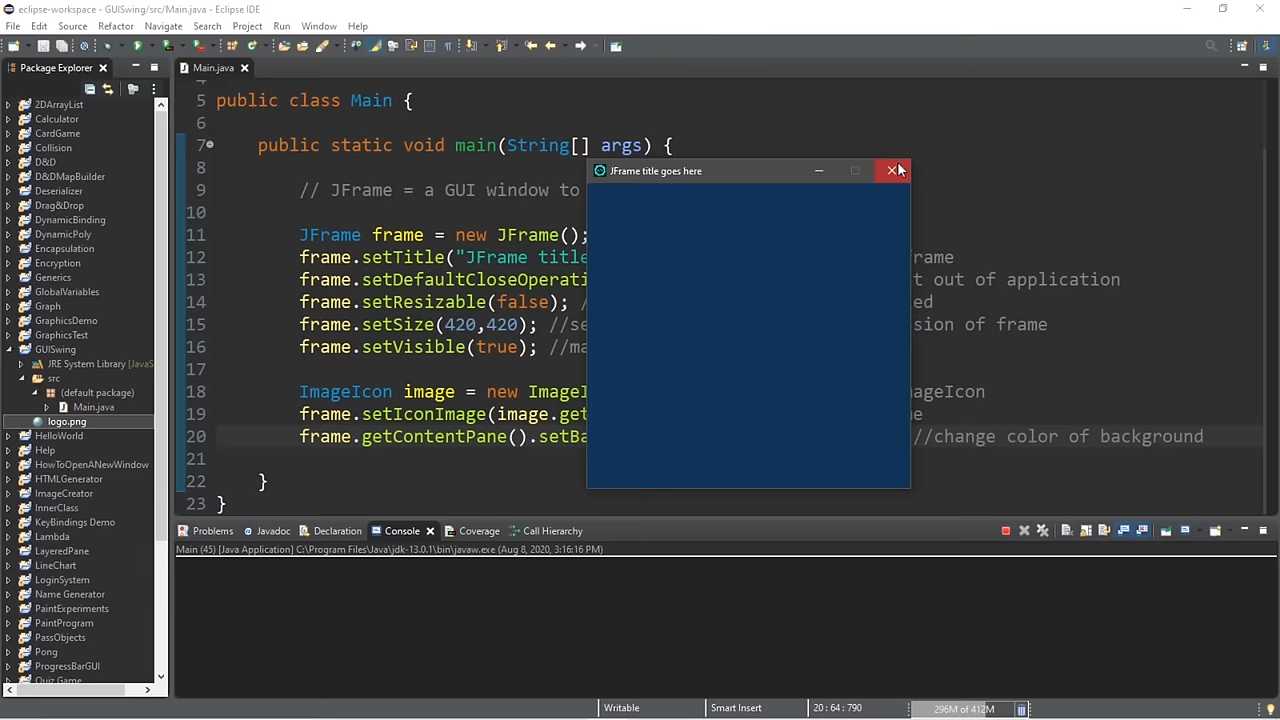 eclipse-workspace - GUISwing/src/Main.java - Eclipse IDE
File Edit Source Refactor Navigate Search Project Run Window Help
Package Explorer
2DArrayList
Calculator
CardGame
Collision
D&D
D&DMapBuilder
Deserializer
Drag&Drop
DynamicBinding
DynamicPoly
Encapsulation
Encryption
Generics
GlobalVariables
Graph
GraphicsDemo
GraphicsTest
GUISwing
JRE System Library [JavaS
src
(default package)
Main.java
logo.png
HelloWorld
Help
HowToOpenANewWindow
HTMLGenerator
ImageCreator
InnerClass
KeyBindings Demo
Lambda
LayeredPane
LineChart
LoginSystem
Name Generator
PaintExperiments
PaintProgram
PassObjects
Pong
ProgressBarGUI
Quiz Game
Main.java
5 public class Main {
6
7 public static void main(String[] args) {
8
9 // JFrame = a GUI window to
10
11 JFrame frame = new JFrame();
12 frame.setTitle("JFrame title rame
13 frame.setDefaultCloseOperati t out of application
14 frame.setResizable(false); / ed
15 frame.setSize(420,420); //se sion of frame
16 frame.setVisible(true); //ma
17
18 ImageIcon image = new ImageI ageIcon
19 frame.setIconImage(image.get e
20 frame.getContentPane().setBa //change color of background
21
22 }
23 }
JFrame title goes here
Problems Javadoc Declaration Console Coverage Call Hierarchy
Main (45) [Java Application] C:\Program Files\Java\jdk-13.0.1\bin\javaw.exe (Aug 8, 2020, 3:16:16 PM)
Writable Smart Insert 20 : 64 : 790 296M of 412M